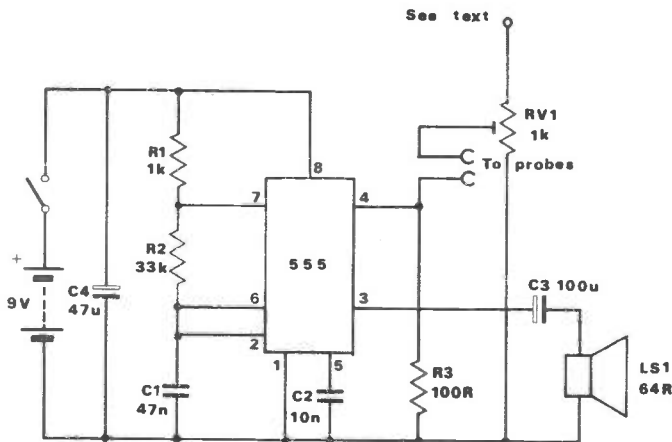 See text
RV1
1k
R1
1k
8
7
4
To probes
R2
33k
555
+
9V
C4
47u
6
3
C3 100u
2
1
5
R3
100R
LS1
64R
C1
47n
C2
10n